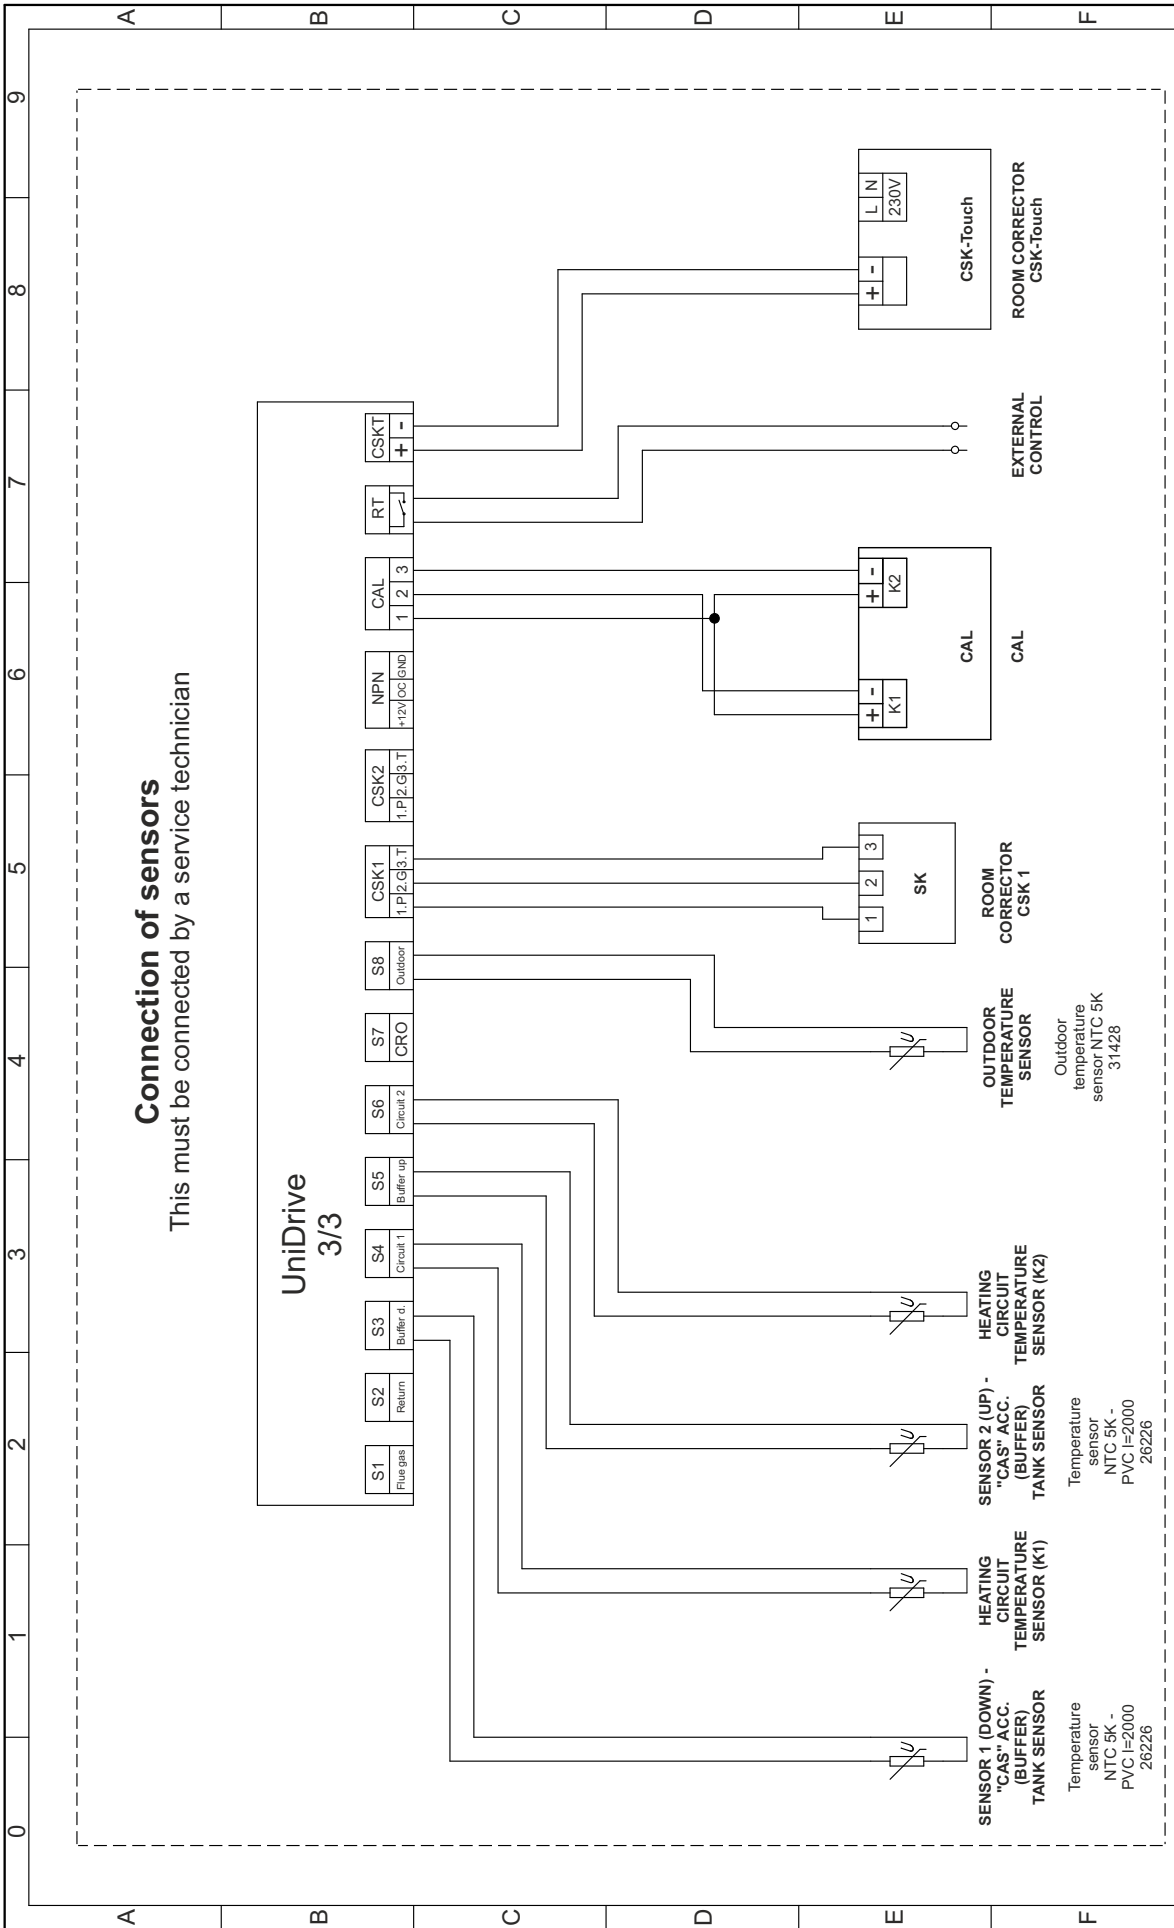 0 1 2 3 4 5 6 7 8 9
A
B
C
D
E
F
A
B
C
D
E
F
Connection of sensors
This must be connected by a service technician
UniDrive
3/3
S1
Flue gas
S2
Return
S3
Buffer d.
S4
Circuit 1
S5
Buffer up
S6
Circuit 2
S7
CRO
S8
Outdoor
CSK1
1.P 2.G 3.T
CSK2
1.P 2.G 3.T
NPN
+12V OC GND
CAL
1 2 3
RT
CSKT
+ -
U
U
U
U
U
1 2 3
SK
+ -
K1
+ -
K2
CAL
+ -
L N
230V
CSK-Touch
SENSOR 1 (DOWN) -
"CAS" ACC.
(BUFFER)
TANK SENSOR
Temperature
sensor
NTC 5K -
PVC l=2000
26226
HEATING
CIRCUIT
TEMPERATURE
SENSOR (K1)
SENSOR 2 (UP) -
"CAS" ACC.
(BUFFER)
TANK SENSOR
Temperature
sensor
NTC 5K -
PVC l=2000
26226
HEATING
CIRCUIT
TEMPERATURE
SENSOR (K2)
OUTDOOR
TEMPERATURE
SENSOR
Outdoor
temperature
sensor NTC 5K
31428
ROOM
CORRECTOR
CSK 1
CAL
EXTERNAL
CONTROL
ROOM CORRECTOR
CSK-Touch